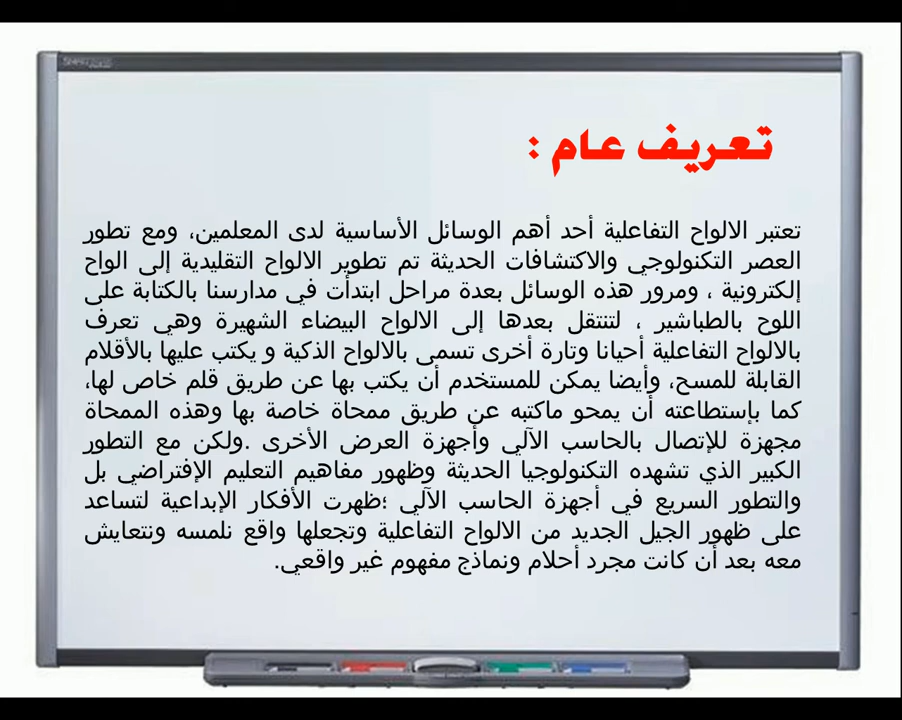 تعريف عام :
تعتبر الالواح التفاعلية أحد أهم الوسائل الأساسية لدى المعلمين، ومع تطور
العصر التكنولوجي والاكتشافات الحديثة تم تطوير الالواح التقليدية إلى الواح
إلكترونية ، ومرور هذه الوسائل بعدة مراحل ابتدأت في مدارسنا بالكتابة على
اللوح بالطباشير ، لتنتقل بعدها إلى الالواح البيضاء الشهيرة وهي تعرف
بالالواح التفاعلية أحيانا وتارة أخرى تسمى بالالواح الذكية و يكتب عليها بالأقلام
القابلة للمسح، وأيضا يمكن للمستخدم أن يكتب بها عن طريق قلم خاص لها،
كما بإستطاعته أن يمحو ماكتبه عن طريق ممحاة خاصة بها وهذه الممحاة
مجهزة للإتصال بالحاسب الآلي وأجهزة العرض الأخرى .ولكن مع التطور
الكبير الذي تشهده التكنولوجيا الحديثة وظهور مفاهيم التعليم الإفتراضي بل
والتطور السريع في أجهزة الحاسب الآلي ؛ظهرت الأفكار الإبداعية لتساعد
على ظهور الجيل الجديد من الالواح التفاعلية وتجعلها واقع نلمسه ونتعايش
معه بعد أن كانت مجرد أحلام ونماذج مفهوم غير واقعي.